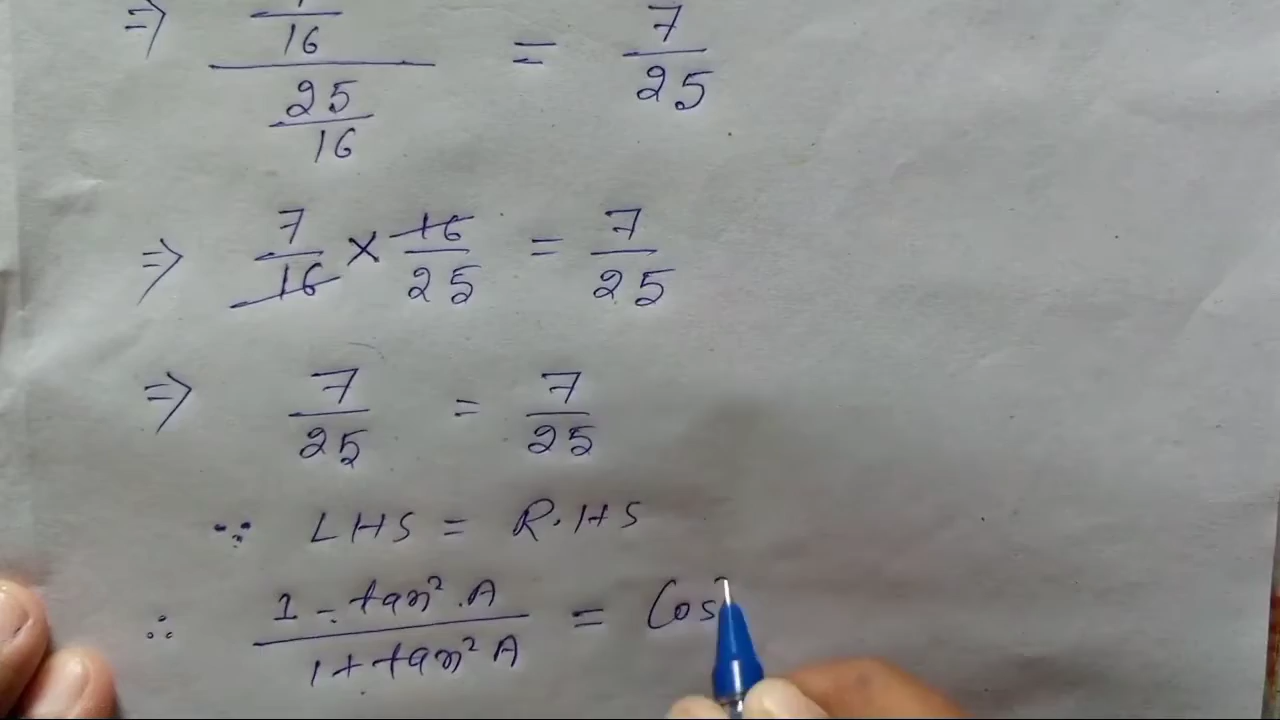 ⇒ (7/16)/(25/16) = 7/25
⇒ 7/16 × 16/25 = 7/25
⇒ 7/25 = 7/25
∵ LHS = R.HS
∴ (1 - tan² . A)/(1 + tan² A) = Cos